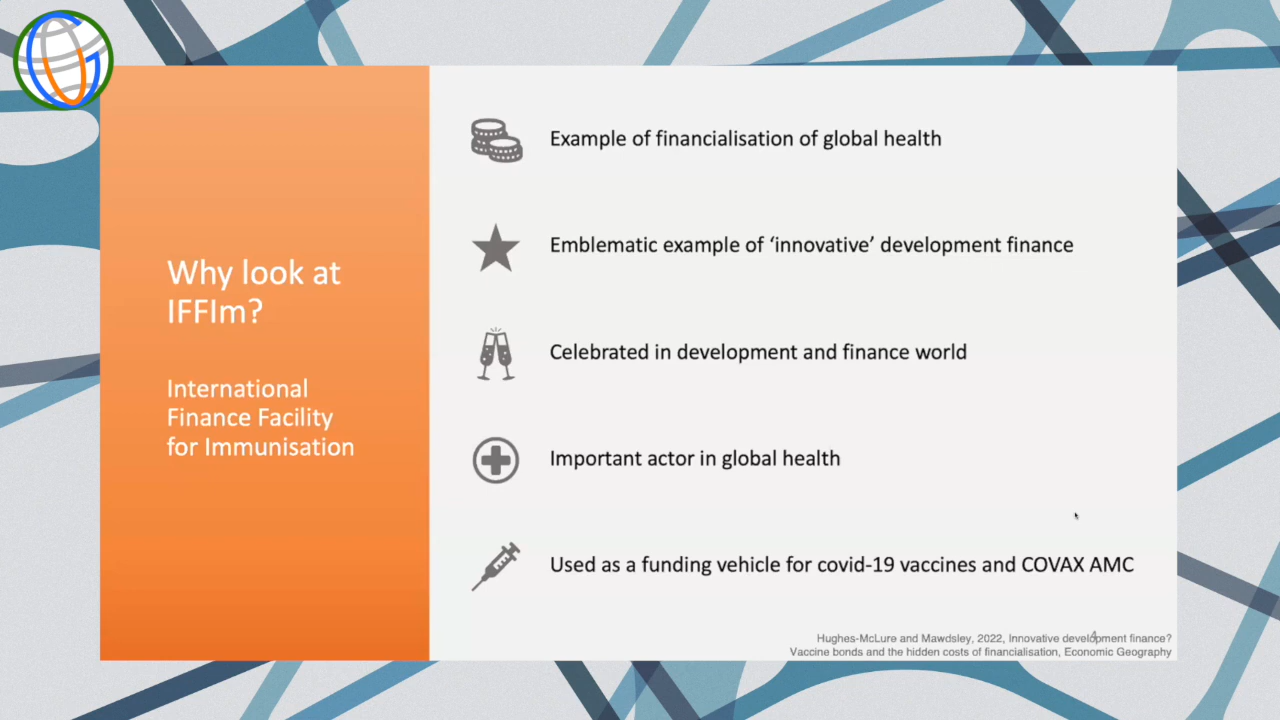 Why look at
IFFIm?
International
Finance Facility
for Immunisation
Example of financialisation of global health
Emblematic example of ‘innovative’ development finance
Celebrated in development and finance world
Important actor in global health
Used as a funding vehicle for covid-19 vaccines and COVAX AMC
4
Hughes-McLure and Mawdsley, 2022, Innovative development finance?
Vaccine bonds and the hidden costs of financialisation, Economic Geography